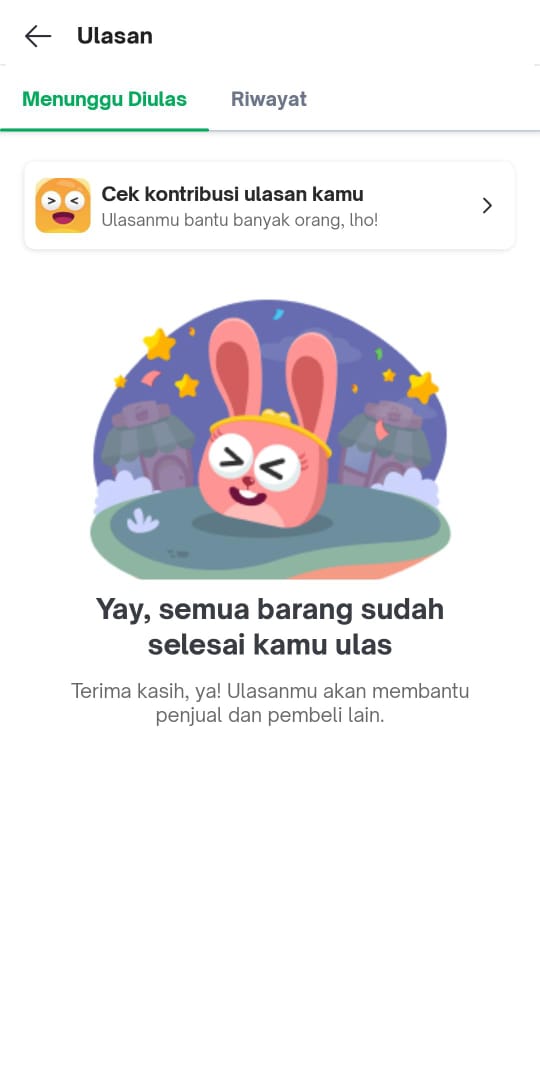 Ulasan
Menunggu Diulas
Riwayat
Cek kontribusi ulasan kamu
Ulasanmu bantu banyak orang, lho!
Yay, semua barang sudah
selesai kamu ulas
Terima kasih, ya! Ulasanmu akan membantu
penjual dan pembeli lain.